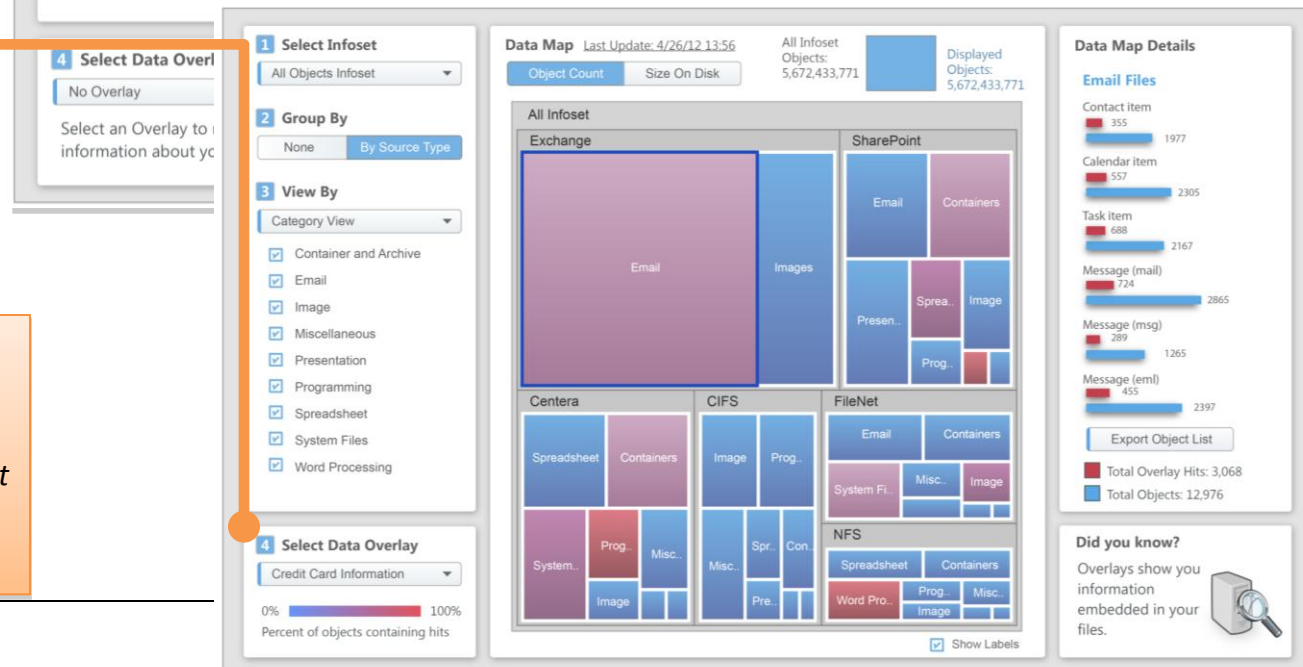 4 Select Data Overl
No Overlay
Select an Overlay to
information about yo
t
1 Select Infoset
All Objects Infoset
2 Group By
None By Source Type
3 View By
Category View
Container and Archive
Email
Image
Miscellaneous
Presentation
Programming
Spreadsheet
System Files
Word Processing
4 Select Data Overlay
Credit Card Information
0% 100%
Percent of objects containing hits
Data Map Last Update: 4/26/12 13:56
Object Count Size On Disk
All Infoset
Objects:
5,672,433,771
Displayed
Objects:
5,672,433,771
All Infoset
Exchange
Email
Images
SharePoint
Email
Containers
Presen..
Sprea..
Image
Prog..
Centera
Spreadsheet
Containers
System..
Prog..
Misc..
Image
CIFS
Image
Prog..
Misc..
Spr..
Con..
Pre..
FileNet
Email
Containers
System Fi..
Misc..
Image
NFS
Spreadsheet
Containers
Word Pro..
Prog..
Misc..
Image
Show Labels
Data Map Details
Email Files
Contact item
355
1977
Calendar item
557
2305
Task item
688
2167
Message (mail)
724
2865
Message (msg)
289
1265
Message (eml)
455
2397
Export Object List
Total Overlay Hits: 3,068
Total Objects: 12,976
Did you know?
Overlays show you
information
embedded in your
files.